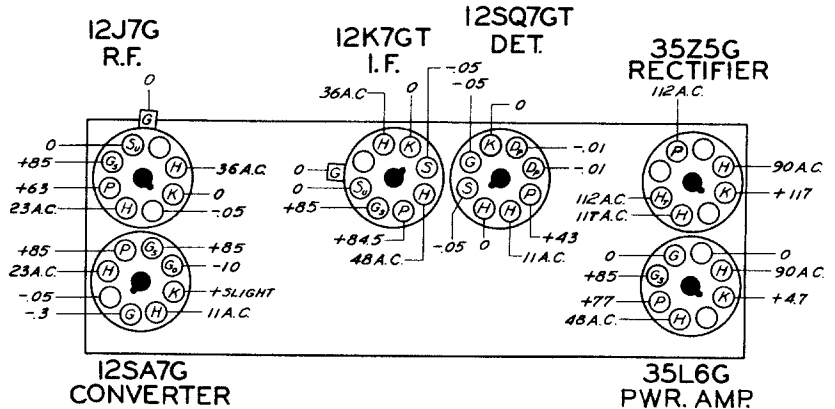 12J7G
R.F.
12K7GT
I.F.
12SQ7GT
DET.
35Z5G
RECTIFIER
0
G
0
SU
+85
GS
+63
P
23A.C.
H
H
36A.C.
K
0
-.05
36A.C.
H
K
0
-.05
S
0
G
0
SU
+85
GS
P
+84.5
H
48A.C.
-.05
G
K
0
DP
-.01
DP
-.01
S
-.05
H
0
H
11A.C.
P
+43
112A.C.
P
H
90A.C.
K
+117
112A.C.
HT
117A.C.
H
+85
P
GS
+85
23A.C.
H
GO
-10
-.05
K
+SLIGHT
-.3
G
H
11A.C.
0
G
0
+85
GS
H
90A.C.
+77
P
K
+4.7
48A.C.
H
12SA7G
CONVERTER
35L6G
PWR. AMP.